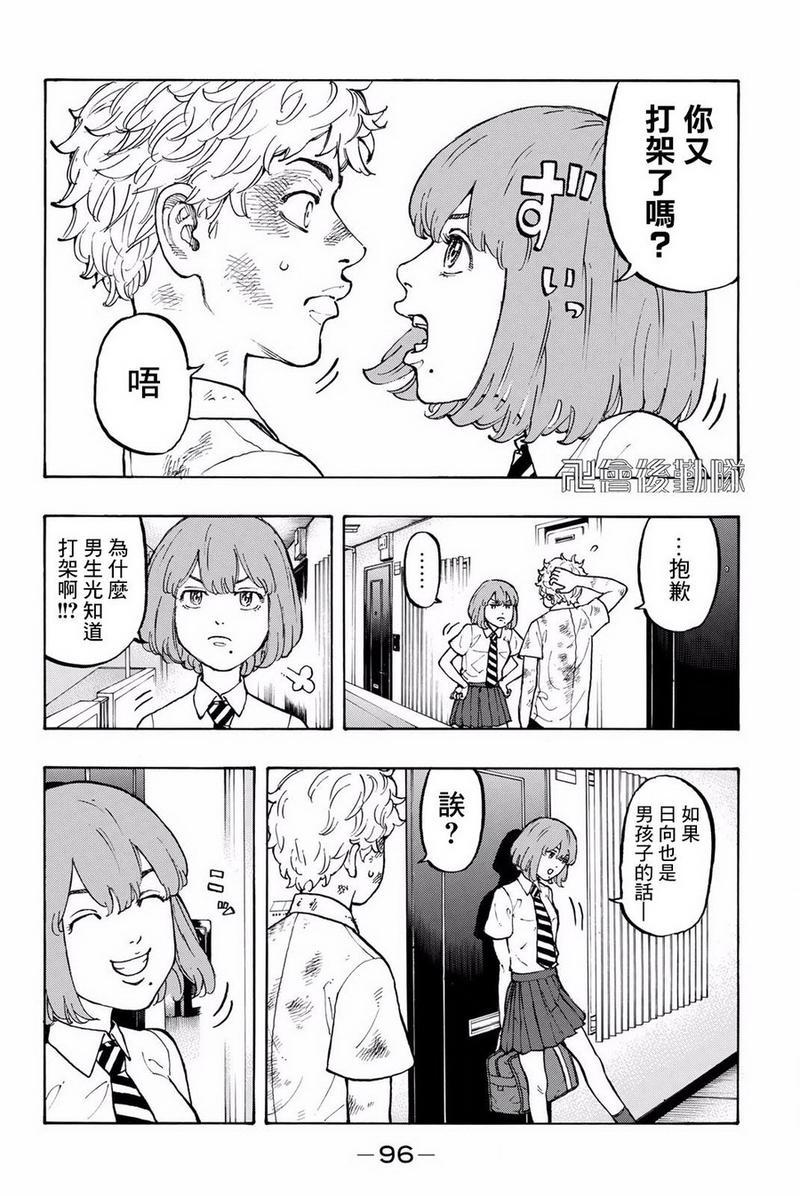 你又
打架了嗎？
ずいっ
唔
卍會後勤隊
…抱歉
……
為什麼
男生光知道
打架啊!!?
如果
日向也是
男孩子的話—
誒？
ニッ
—96—